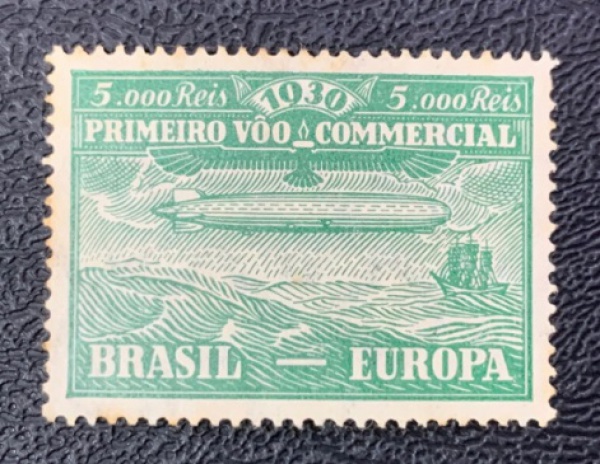 5.000 Reis 1930 5.000 Reis
PRIMEIRO VÔO COMMERCIAL
BRASIL — EUROPA